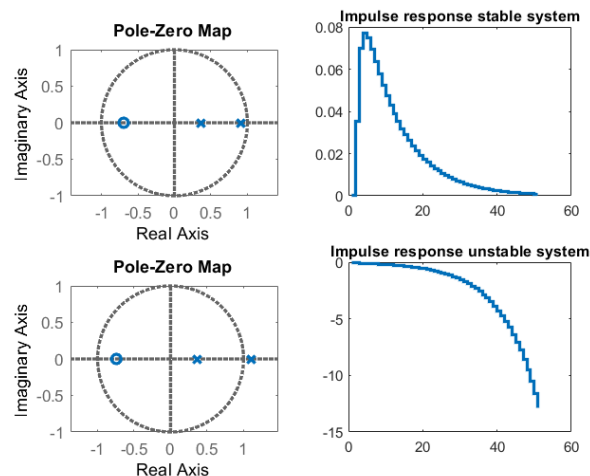 Pole-Zero Map
1
0.5
0
-0.5
-1
-1 -0.5 0 0.5 1
Imaginary Axis
Real Axis
Impulse response stable system
0.08
0.06
0.04
0.02
0
0 20 40 60
Pole-Zero Map
1
0.5
0
-0.5
-1
-1 -0.5 0 0.5 1
Imaginary Axis
Real Axis
Impulse response unstable system
0
-5
-10
-15
0 20 40 60